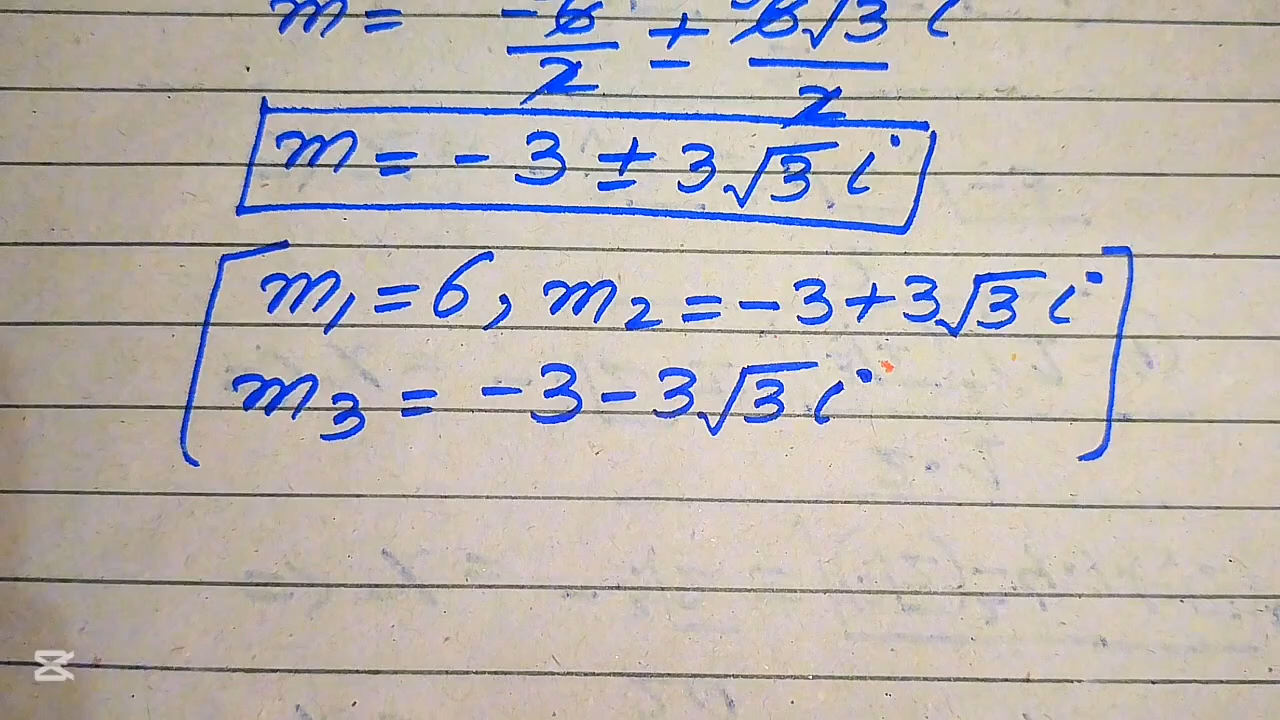 m = -6/2 ± 6√3/2 i
m = -3 ± 3√3 i
m₁ = 6, m₂ = -3 + 3√3 i
m₃ = -3 - 3√3 i